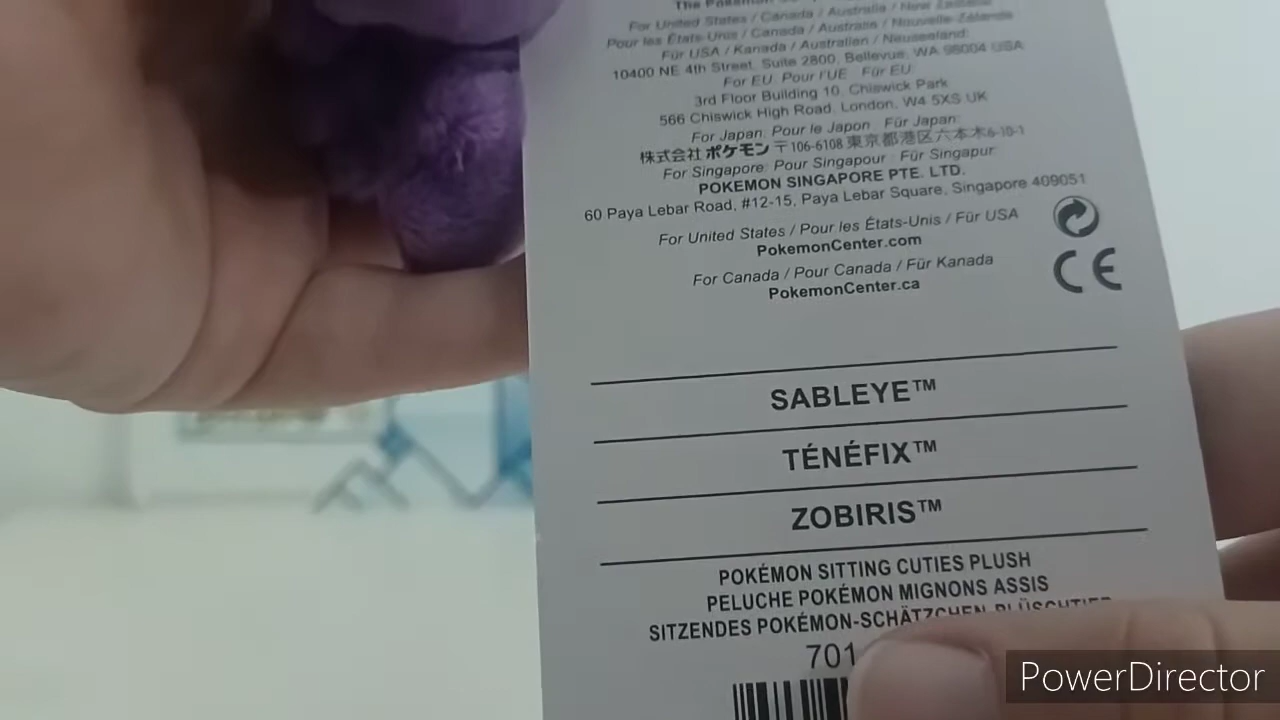 The Pokémon
For United States / Canada / Australia / New Zealand:
Pour les États-Unis / Canada / Australie / Nouvelle-Zélande:
Für USA / Kanada / Australien / Neuseeland:
10400 NE 4th Street, Suite 2800, Bellevue, WA 98004 USA
For EU: Pour l'UE: Für EU:
3rd Floor Building 10, Chiswick Park
566 Chiswick High Road, London, W4 5XS UK
For Japan: Pour le Japon: Für Japan:
株式会社 ポケモン 〒106-6108 東京都港区六本木6-10-1
For Singapore: Pour Singapour: Für Singapur:
POKEMON SINGAPORE PTE. LTD.
60 Paya Lebar Road, #12-15, Paya Lebar Square, Singapore 409051
For United States / Pour les États-Unis / Für USA
PokemonCenter.com
For Canada / Pour Canada / Für Kanada
PokemonCenter.ca
CE
SABLEYE™
TÉNÉFIX™
ZOBIRIS™
POKÉMON SITTING CUTIES PLUSH
PELUCHE POKÉMON MIGNONS ASSIS
SITZENDES POKÉMON-SCHÄTZCHEN-PLÜSCHTIER
701
PowerDirector